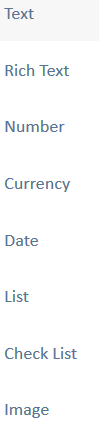 Text
Rich Text
Number
Currency
Date
List
Check List
Image